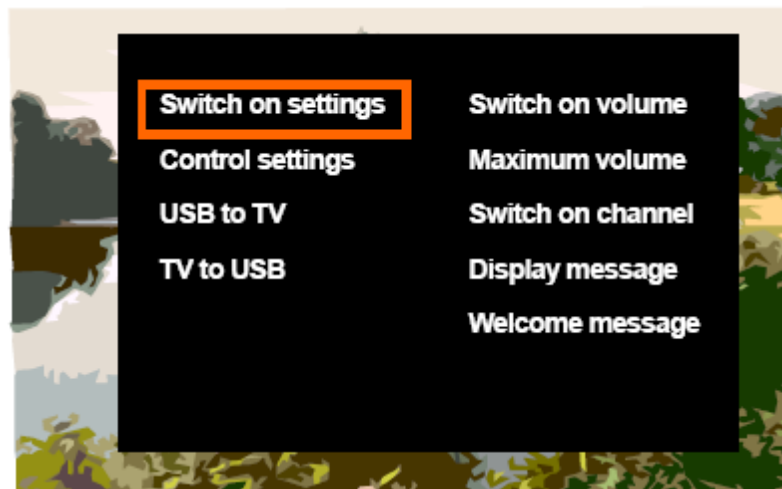 Switch on settings
Control settings
USB to TV
TV to USB
Switch on volume
Maximum volume
Switch on channel
Display message
Welcome message